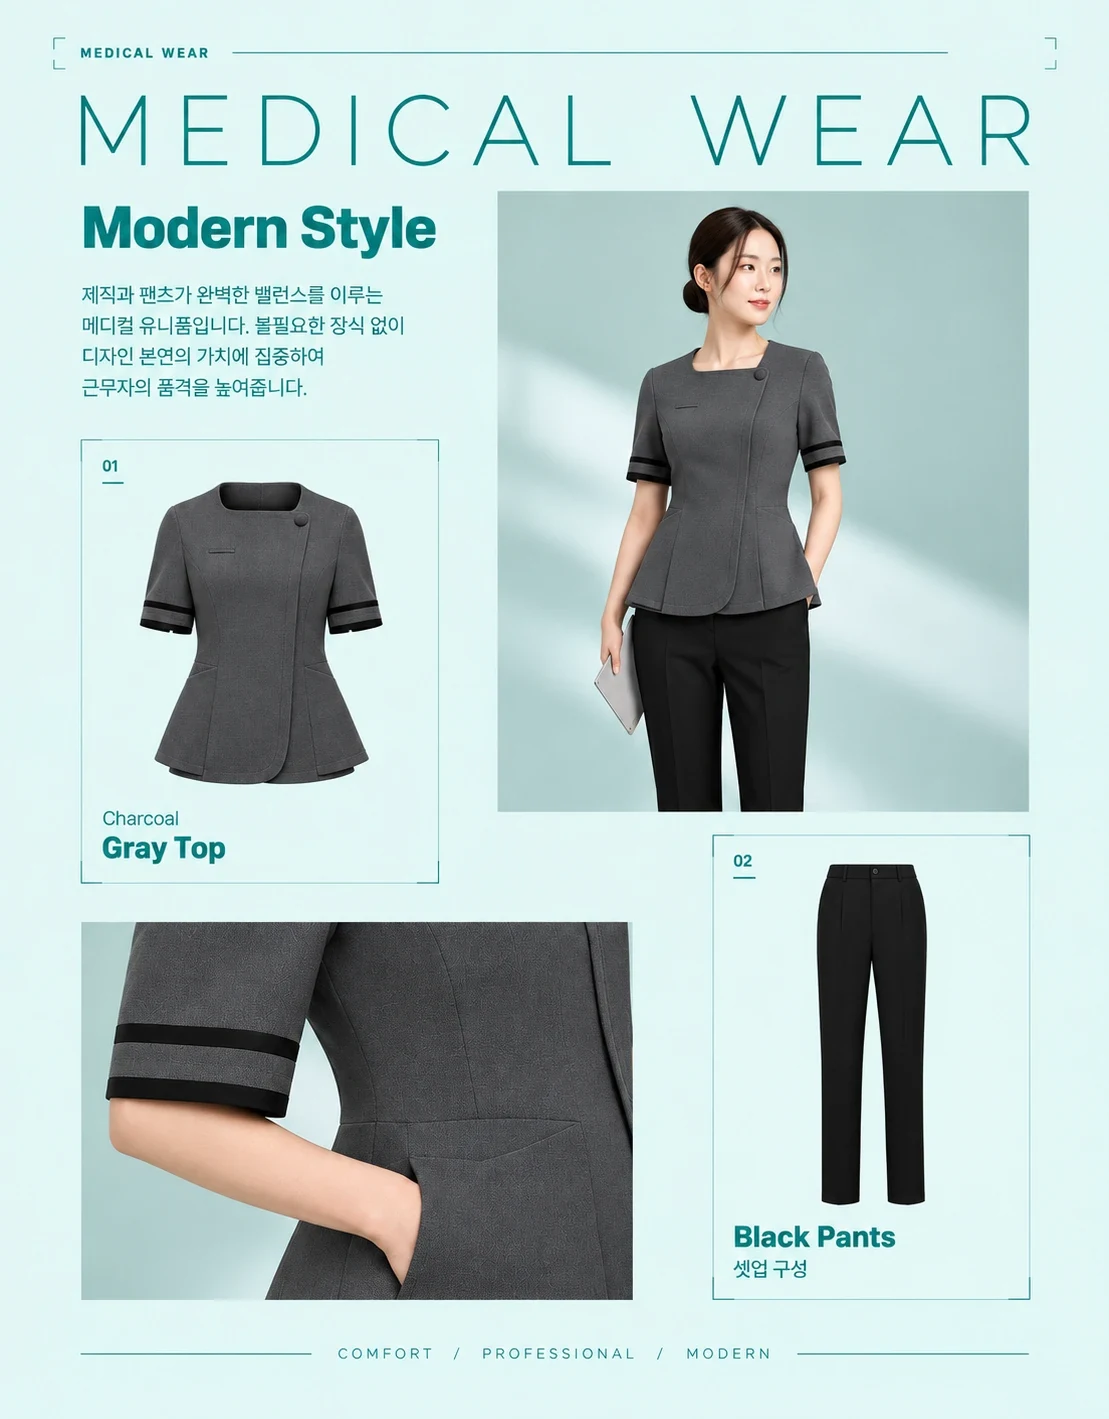 MEDICAL WEAR
MEDICAL WEAR
Modern Style
제직과 팬츠가 완벽한 밸런스를 이루는
메디컬 유니폼입니다. 볼필요한 장식 없이
디자인 본연의 가치에 집중하여
근무자의 품격을 높여줍니다.
01
Charcoal
Gray Top
02
Black Pants
셋업 구성
COMFORT / PROFESSIONAL / MODERN